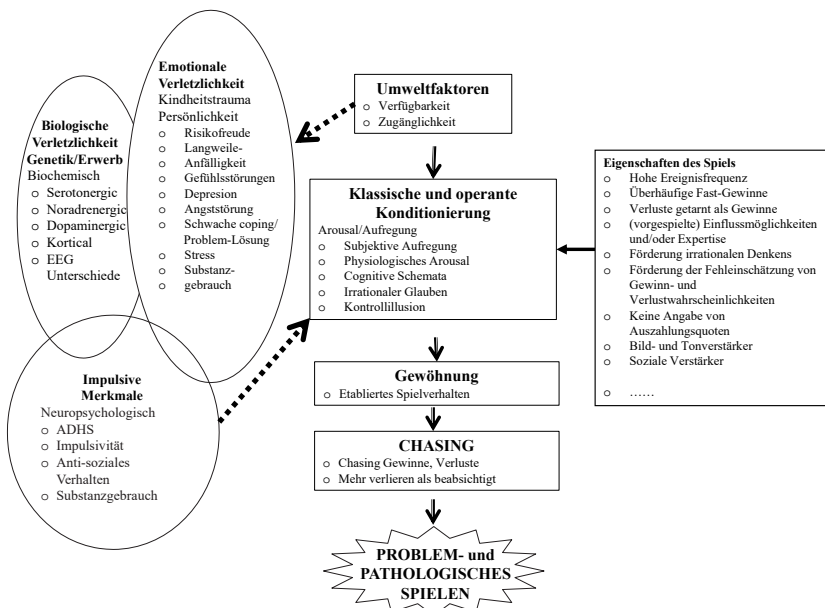 Emotionale
Verletzlichkeit
Kindheitstrauma
Persönlichkeit
o Risikofreude
o Langweile-
o Anfälligkeit
o Gefühlsstörungen
o Depresion
o Angststörung
o Schwache coping/
Problem-Lösung
o Stress
o Substanz-
o gebrauch
Biologische
Verletzlichkeit
Genetik/Erwerb
Biochemisch
o Serotonergic
o Noradrenergic
o Dopaminergic
o Kortical
o EEG
Unterschiede
Impulsive
Merkmale
Neuropsychologisch
o ADHS
o Impulsivität
o Anti-soziales
Verhalten
o Substanzgebrauch
Umweltfaktoren
o Verfügbarkeit
o Zugänglichkeit
Klassische und operante
Konditionierung
Arousal/Aufregung
o Subjektive Aufregung
o Physiologisches Arousal
o Cognitive Schemata
o Irrationaler Glauben
o Kontrollillusion
Gewöhnung
o Etabliertes Spielverhalten
CHASING
o Chasing Gewinne, Verluste
o Mehr verlieren als beabsichtigt
PROBLEM- und
PATHOLOGISCHES
SPIELEN
Eigenschaften des Spiels
o Hohe Ereignisfrequenz
o Überhäufige Fast-Gewinne
o Verluste getarnt als Gewinne
o (vorgespielte) Einflussmöglichkeiten
und/oder Expertise
o Förderung irrationalen Denkens
o Förderung der Fehleinschätzung von
Gewinn- und
Verlustwahrscheinlichkeiten
o Keine Angabe von
Auszahlungsquoten
o Bild- und Tonverstärker
o Soziale Verstärker
o ……